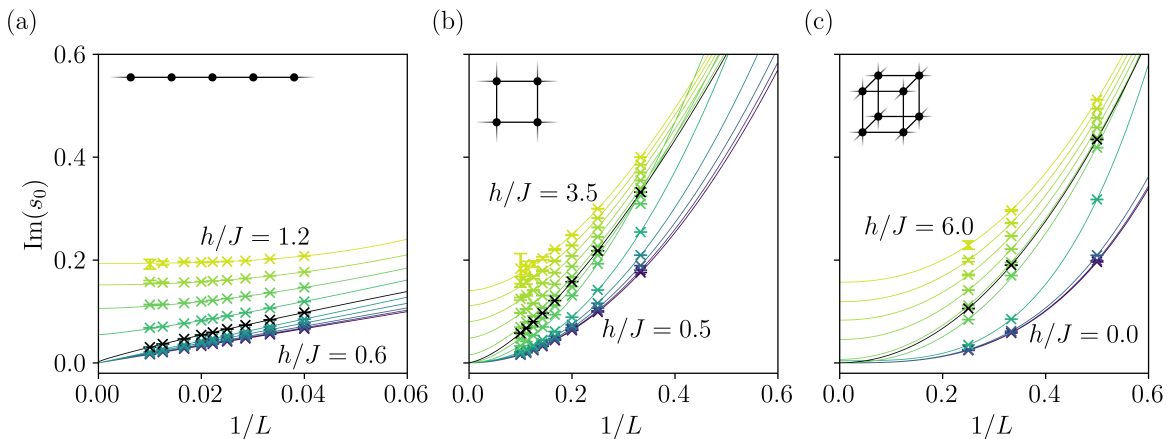 (a)
(b)
(c)
Im(s₀)
0.6
0.4
0.2
0.0
h/J = 1.2
h/J = 0.6
0.00 0.02 0.04 0.06
1/L
h/J = 3.5
h/J = 0.5
0.0 0.2 0.4 0.6
1/L
h/J = 6.0
h/J = 0.0
0.0 0.2 0.4 0.6
1/L